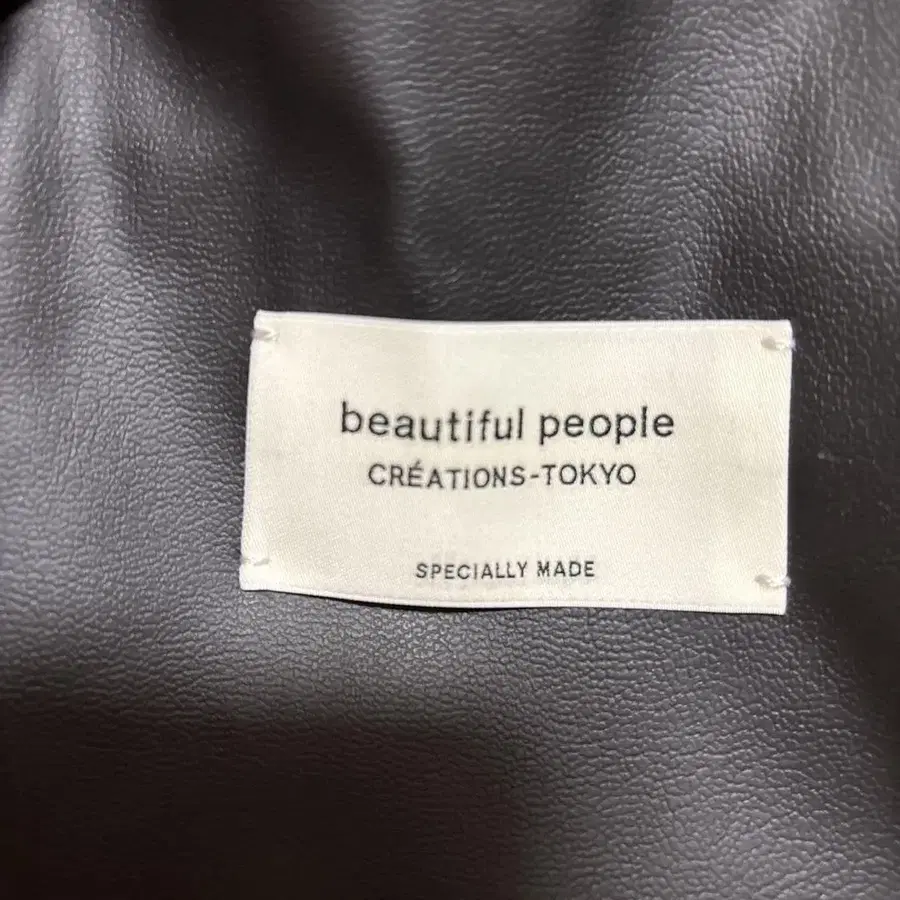 beautiful people
CRÉATIONS-TOKYO
SPECIALLY MADE